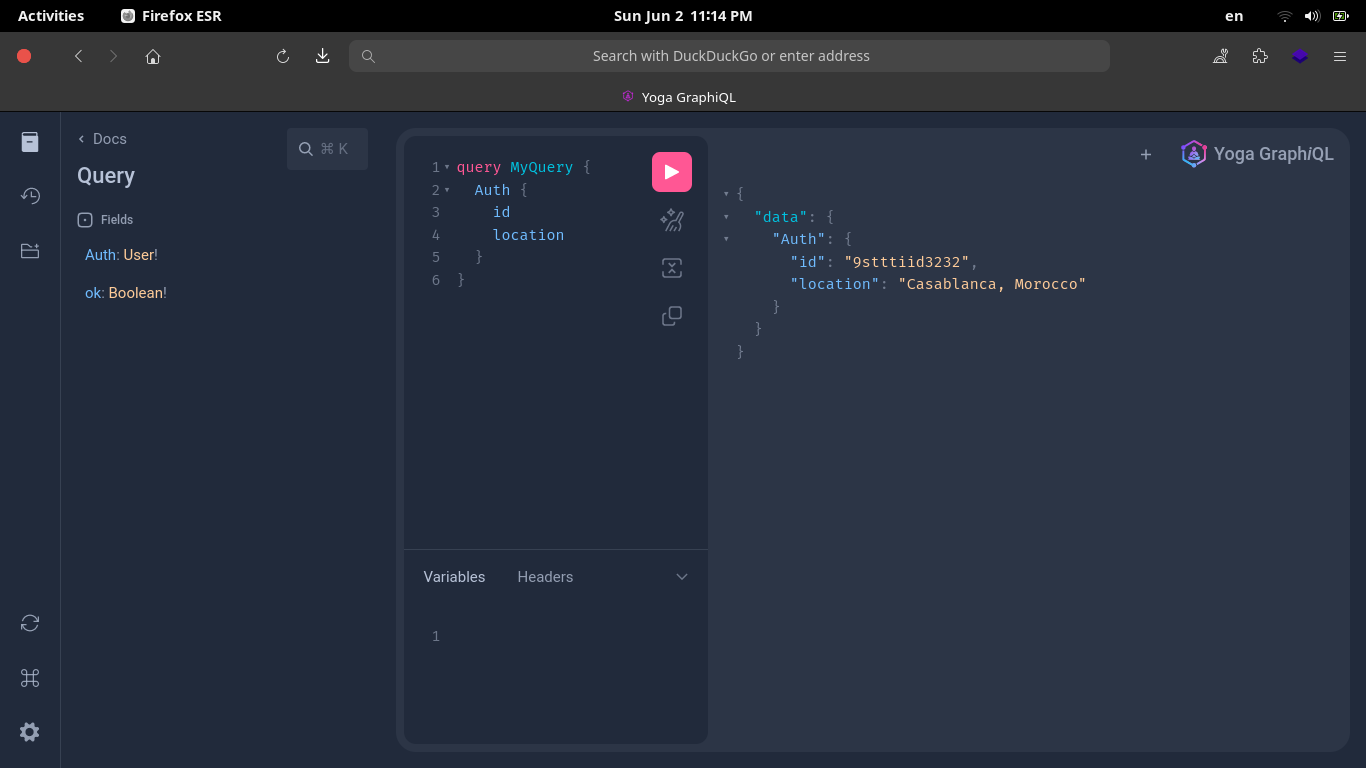 Activities
Firefox ESR
Sun Jun 2 11:14 PM
en
Search with DuckDuckGo or enter address
Yoga GraphiQL
Docs
⌘ K
Query
Fields
Auth: User!
ok: Boolean!
1 query MyQuery {
2 Auth {
3 id
4 location
5 }
6 }
Variables
Headers
1
+
Yoga GraphiQL
{
"data": {
"Auth": {
"id": "9stttiid3232",
"location": "Casablanca, Morocco"
}
}
}